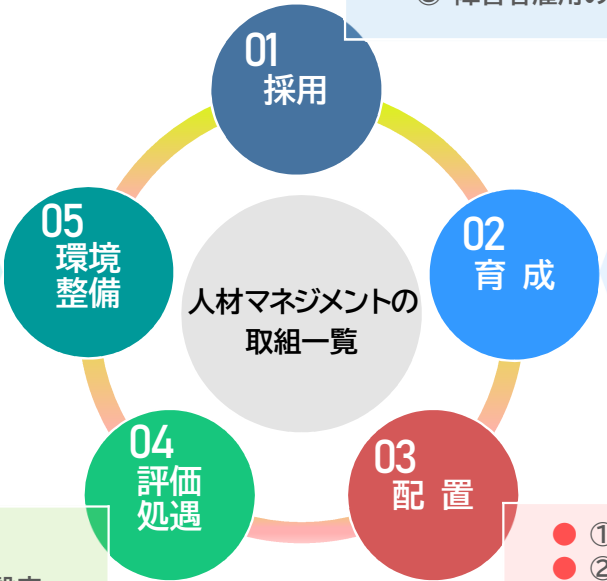 01
採用
02
育 成
03
配 置
04
評価
処遇
05
環境
整備
人材マネジメントの
取組一覧
①
②